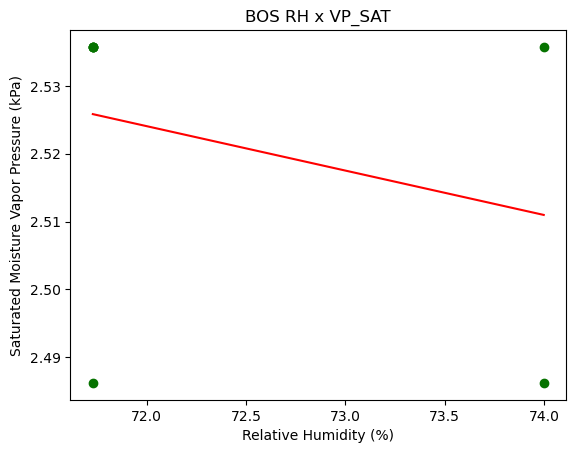 BOS RH x VP_SAT
Saturated Moisture Vapor Pressure (kPa)
2.53
2.52
2.51
2.50
2.49
72.0 72.5 73.0 73.5 74.0
Relative Humidity (%)